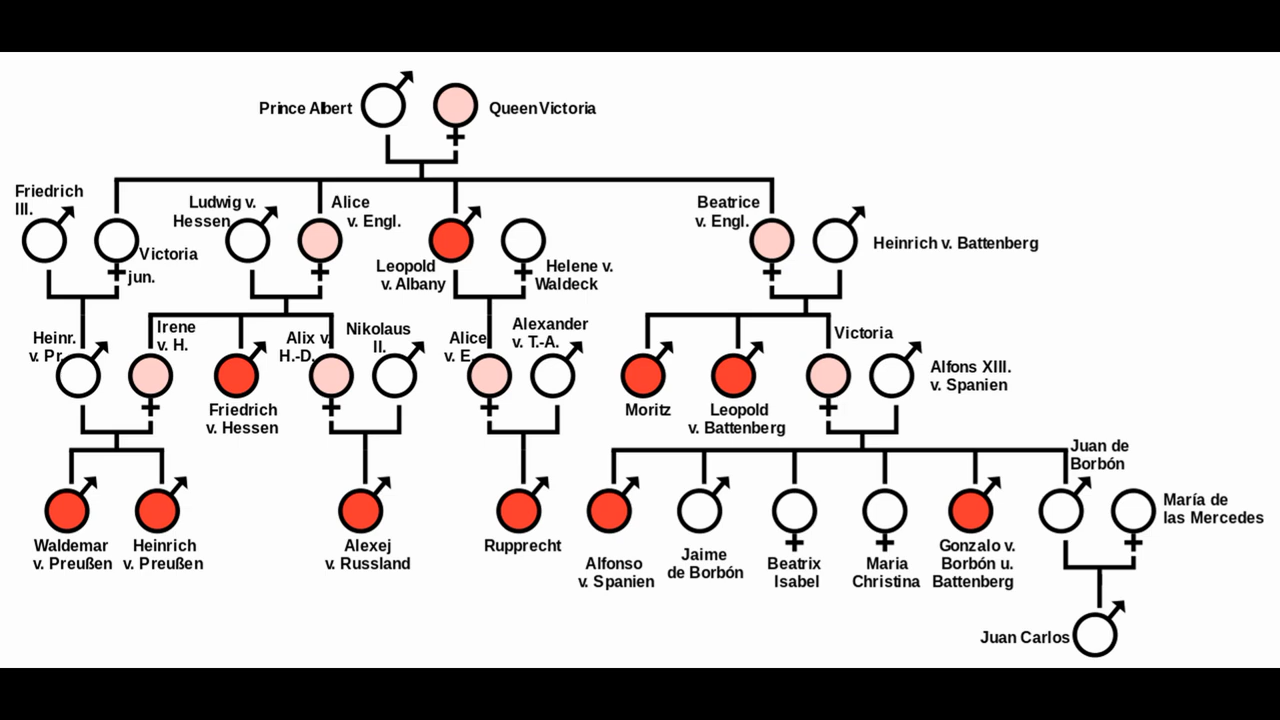 Prince Albert
Queen Victoria
Friedrich
III.
Victoria
jun.
Ludwig v.
Hessen
Alice
v. Engl.
Leopold
v. Albany
Helene v.
Waldeck
Beatrice
v. Engl.
Heinrich v. Battenberg
Heinr.
v. Pr.
Irene
v. H.
Friedrich
v. Hessen
Alix v.
H.-D.
Nikolaus
II.
Alice
v. E.
Alexander
v. T.-A.
Moritz
Leopold
v. Battenberg
Victoria
Alfons XIII.
v. Spanien
Waldemar
v. Preußen
Heinrich
v. Preußen
Alexej
v. Russland
Rupprecht
Alfonso
v. Spanien
Jaime
de Borbón
Beatrix
Isabel
Maria
Christina
Gonzalo v.
Borbón u.
Battenberg
Juan de
Borbón
María de
las Mercedes
Juan Carlos